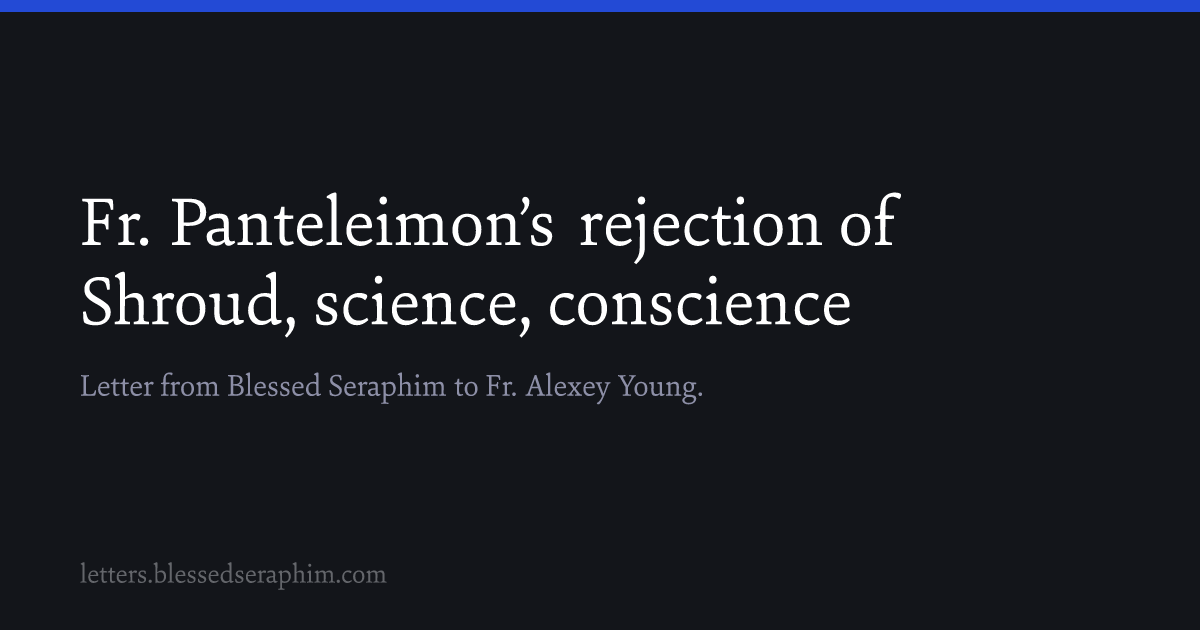 Fr. Panteleimon’s rejection of
Shroud, science, conscience
Letter from Blessed Seraphim to Fr. Alexey Young.
letters.blessedseraphim.com